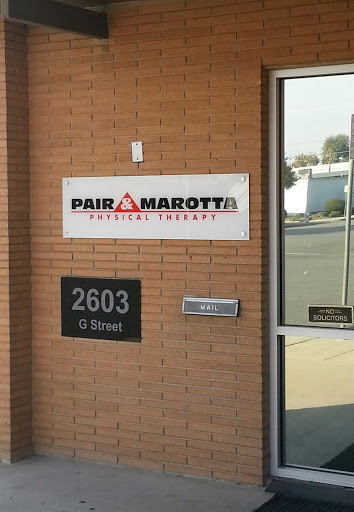 PAIR & MAROTTA
PHYSICAL THERAPY
2603
G Street
MAIL
NO
SOLICITORS